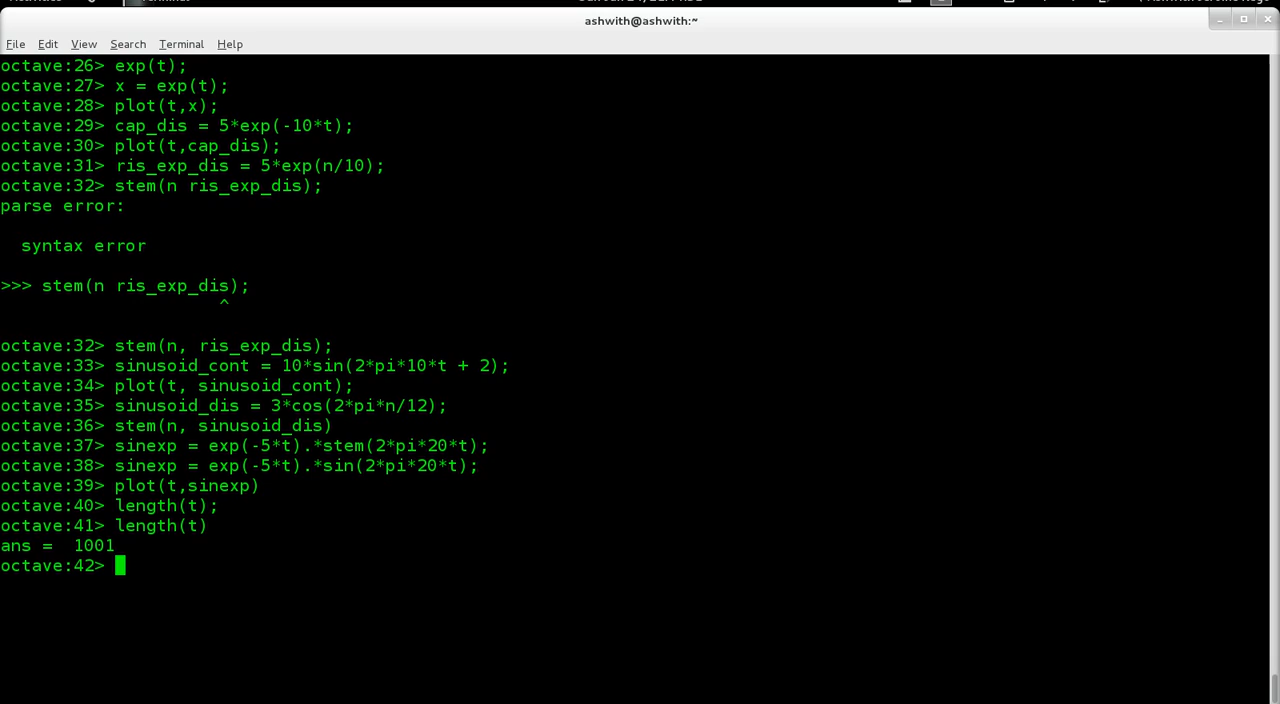 ashwith@ashwith:~
File Edit View Search Terminal Help
octave:26> exp(t);
octave:27> x = exp(t);
octave:28> plot(t,x);
octave:29> cap_dis = 5*exp(-10*t);
octave:30> plot(t,cap_dis);
octave:31> ris_exp_dis = 5*exp(n/10);
octave:32> stem(n ris_exp_dis);
parse error:
syntax error
>>> stem(n ris_exp_dis);
^
octave:32> stem(n, ris_exp_dis);
octave:33> sinusoid_cont = 10*sin(2*pi*10*t + 2);
octave:34> plot(t, sinusoid_cont);
octave:35> sinusoid_dis = 3*cos(2*pi*n/12);
octave:36> stem(n, sinusoid_dis)
octave:37> sinexp = exp(-5*t).*stem(2*pi*20*t);
octave:38> sinexp = exp(-5*t).*sin(2*pi*20*t);
octave:39> plot(t,sinexp)
octave:40> length(t);
octave:41> length(t)
ans =  1001
octave:42>